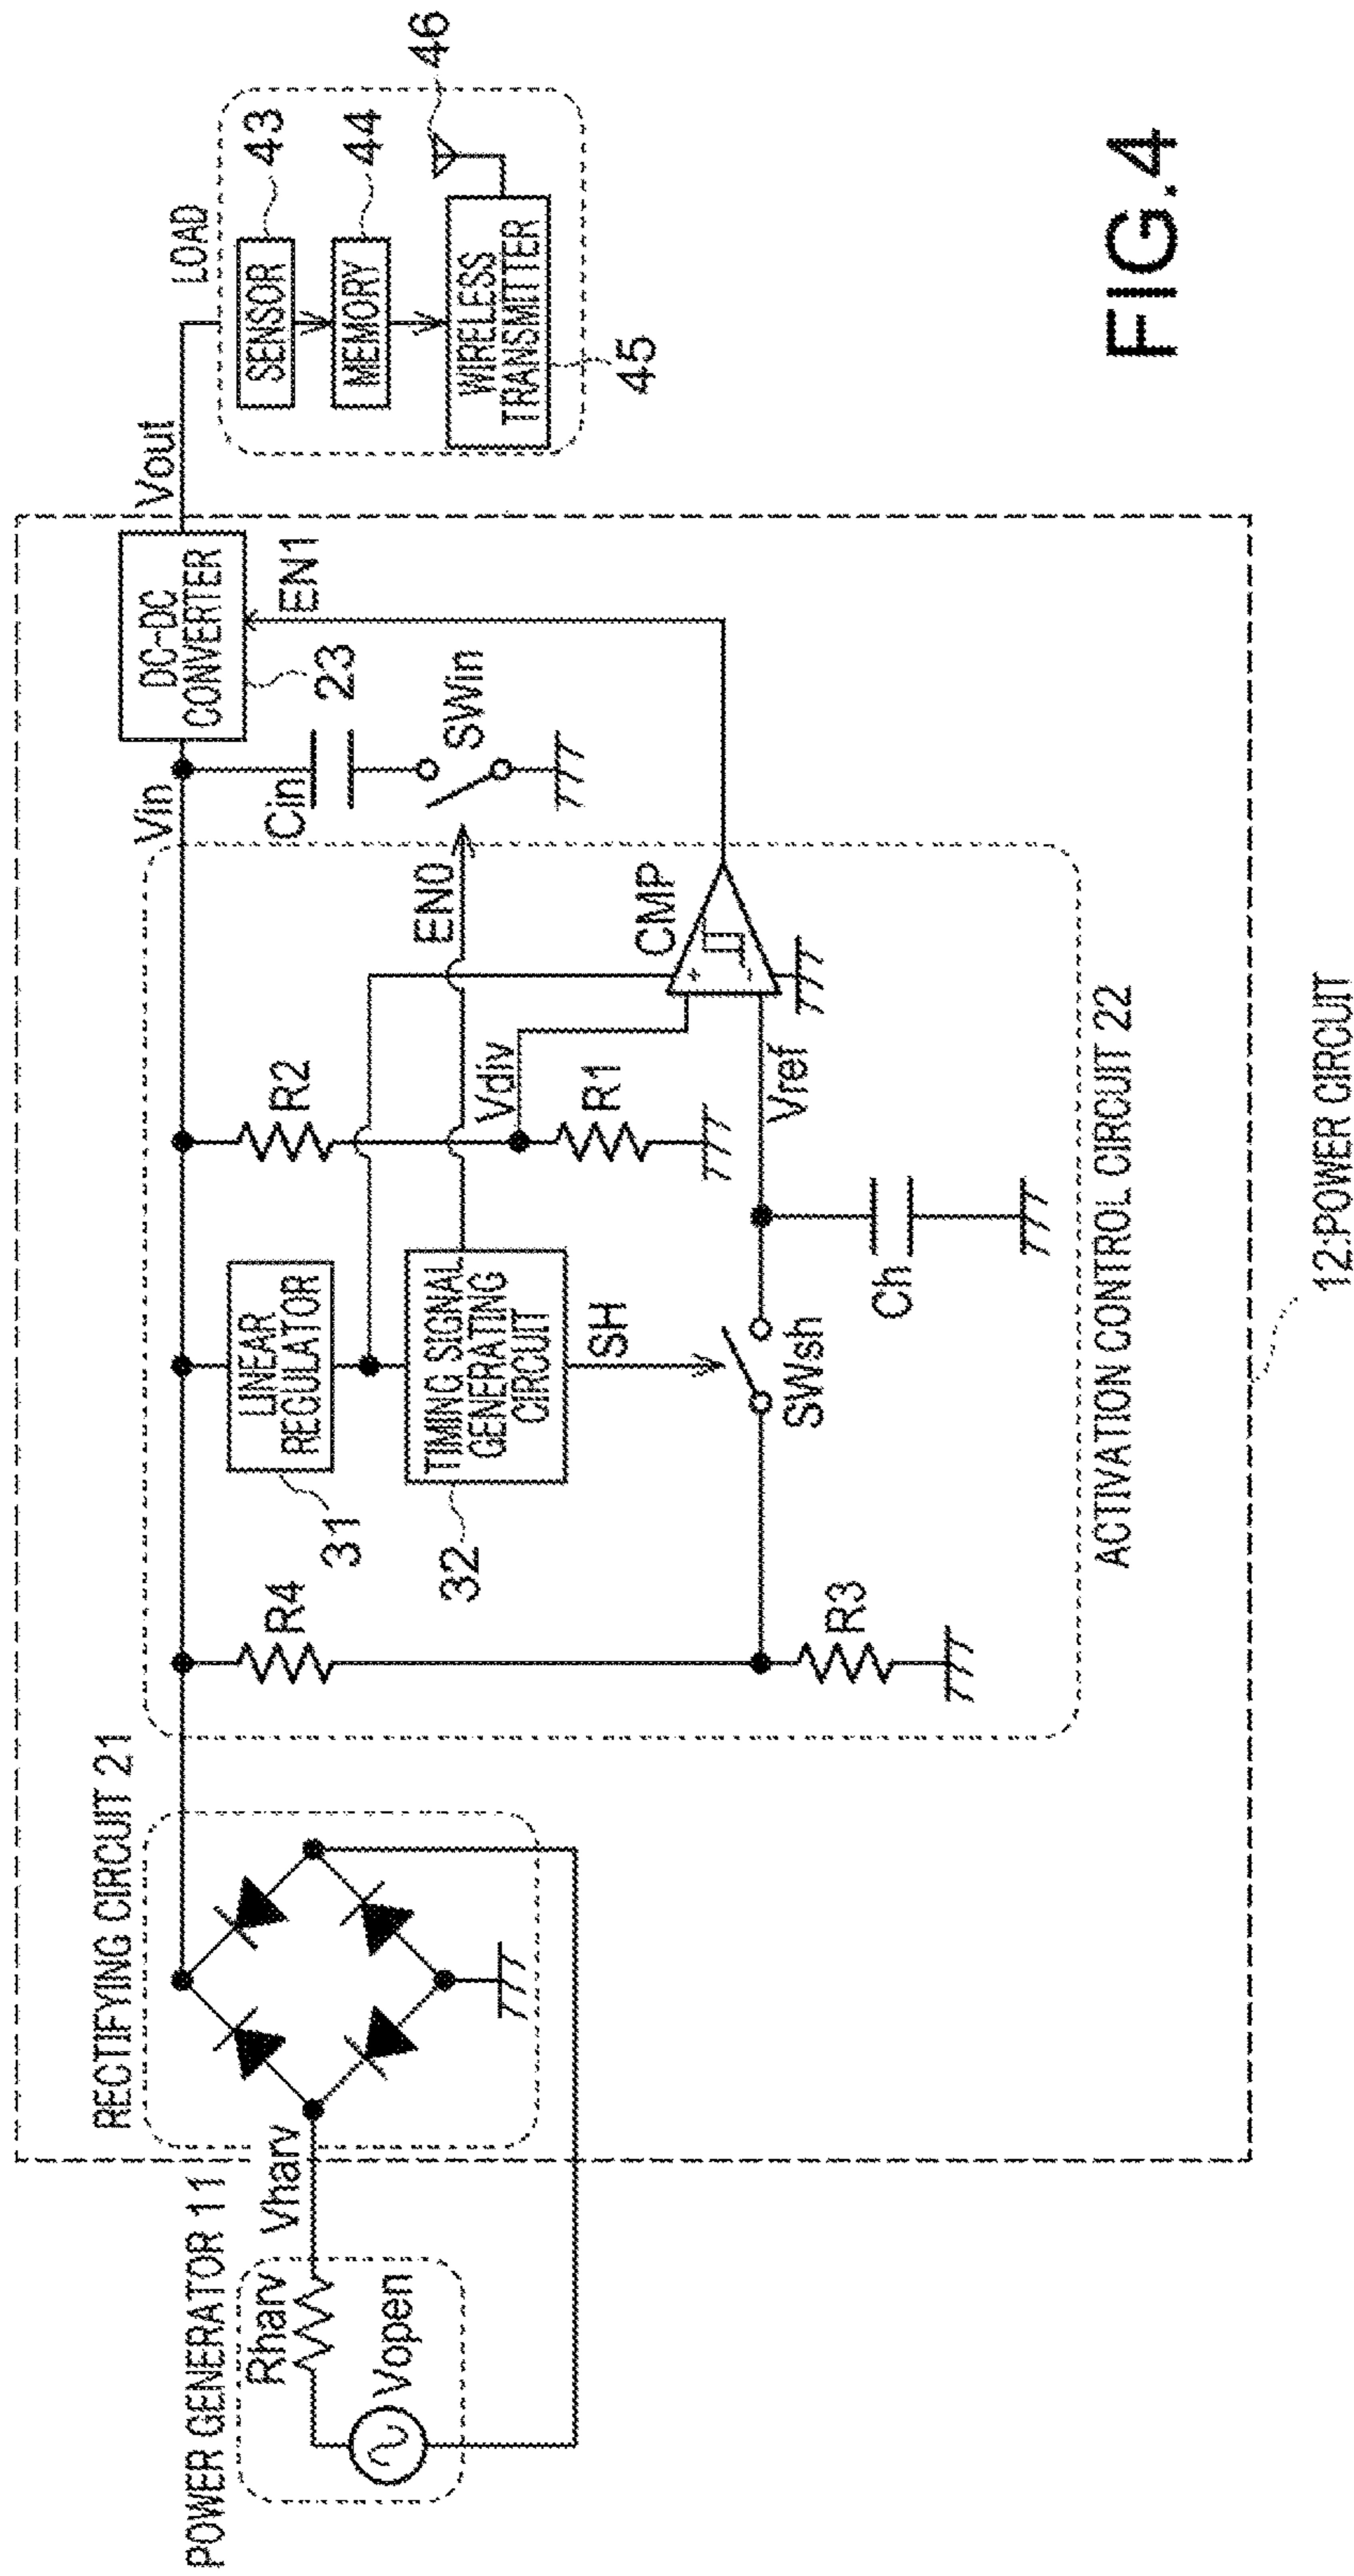 POWER GENERATOR 11
Rharv
Vopen
Vharv
RECTIFYING CIRCUIT 21
R4
R3
31
LINEAR
REGULATOR
32
TIMING SIGNAL
GENERATING
CIRCUIT
SH
SWsh
Ch
R2
Vdiv
R1
Vref
EN0
CMP
+
-
ACTIVATION CONTROL CIRCUIT 22
Vin
Cin
SWin
DC-DC
CONVERTER
23
EN1
Vout
LOAD
SENSOR
43
MEMORY
44
WIRELESS
TRANSMITTER
45
46
12:POWER CIRCUIT
FIG.4